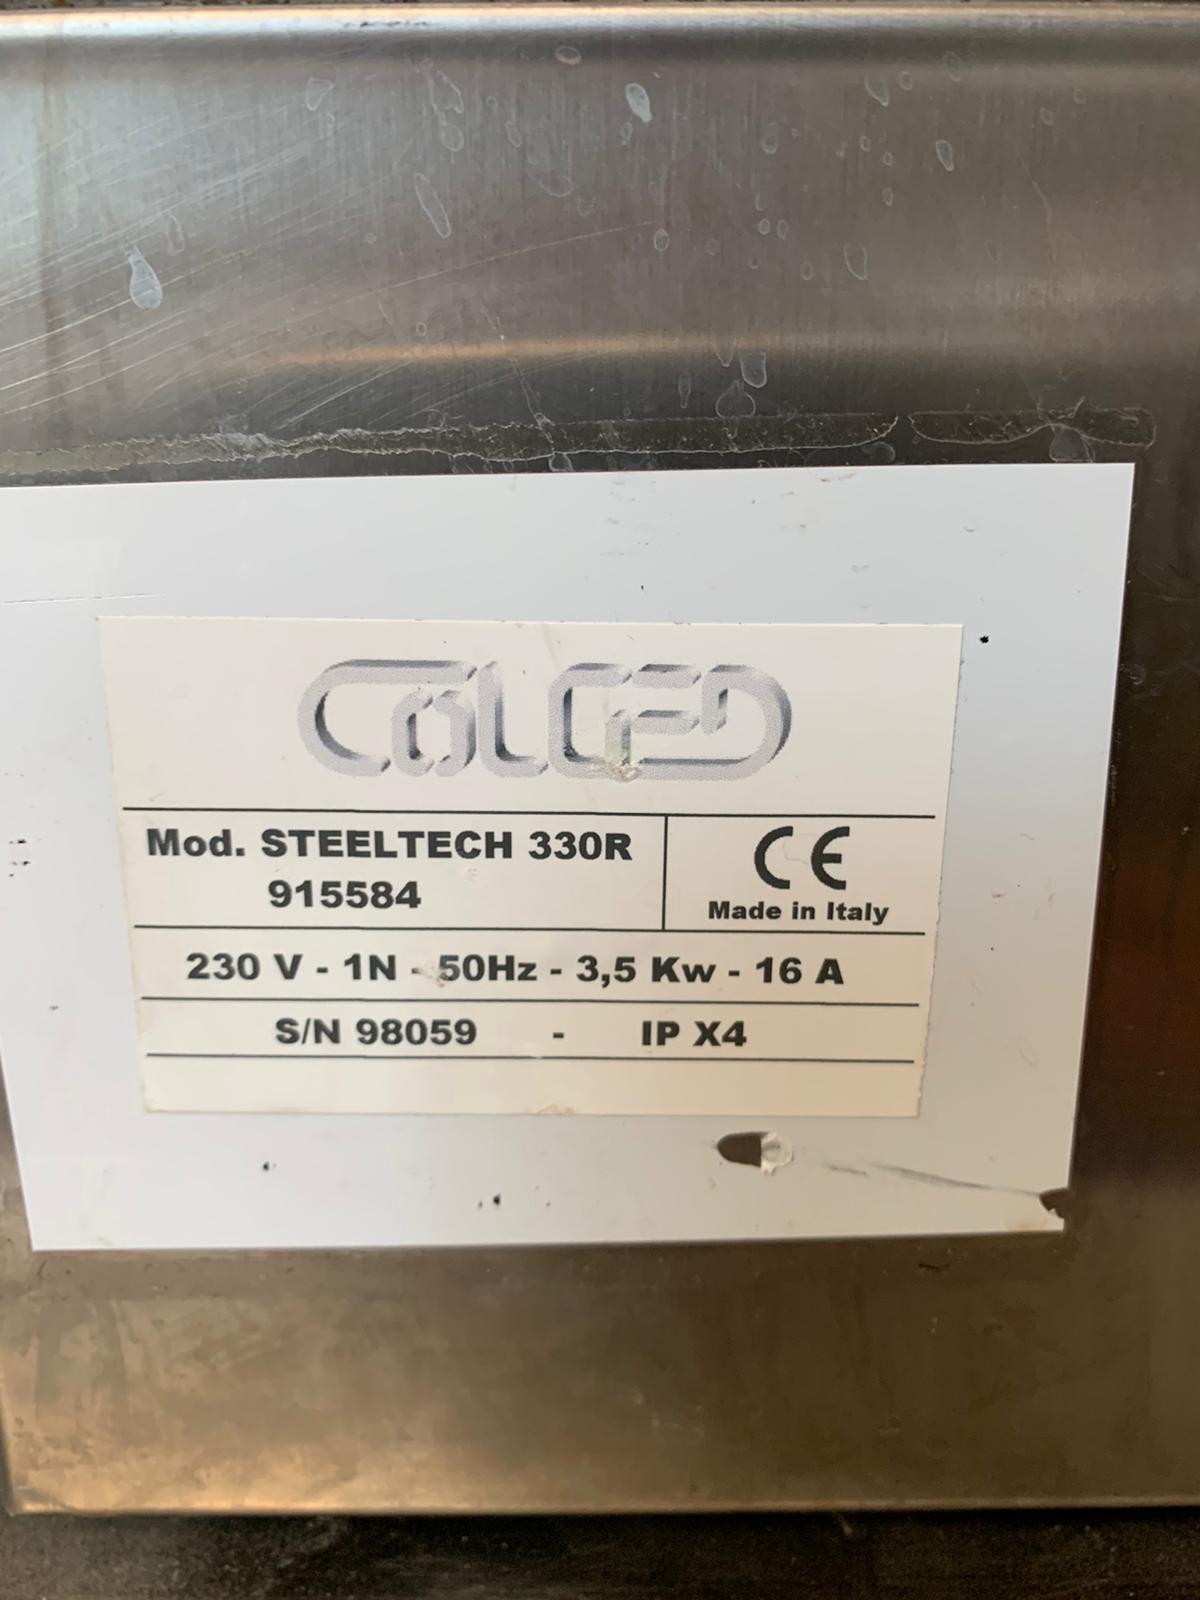 COLGED
Mod. STEELTECH 330R
915584
CE
Made in Italy
230 V - 1N - 50Hz - 3,5 Kw - 16 A
S/N 98059 - IP X4